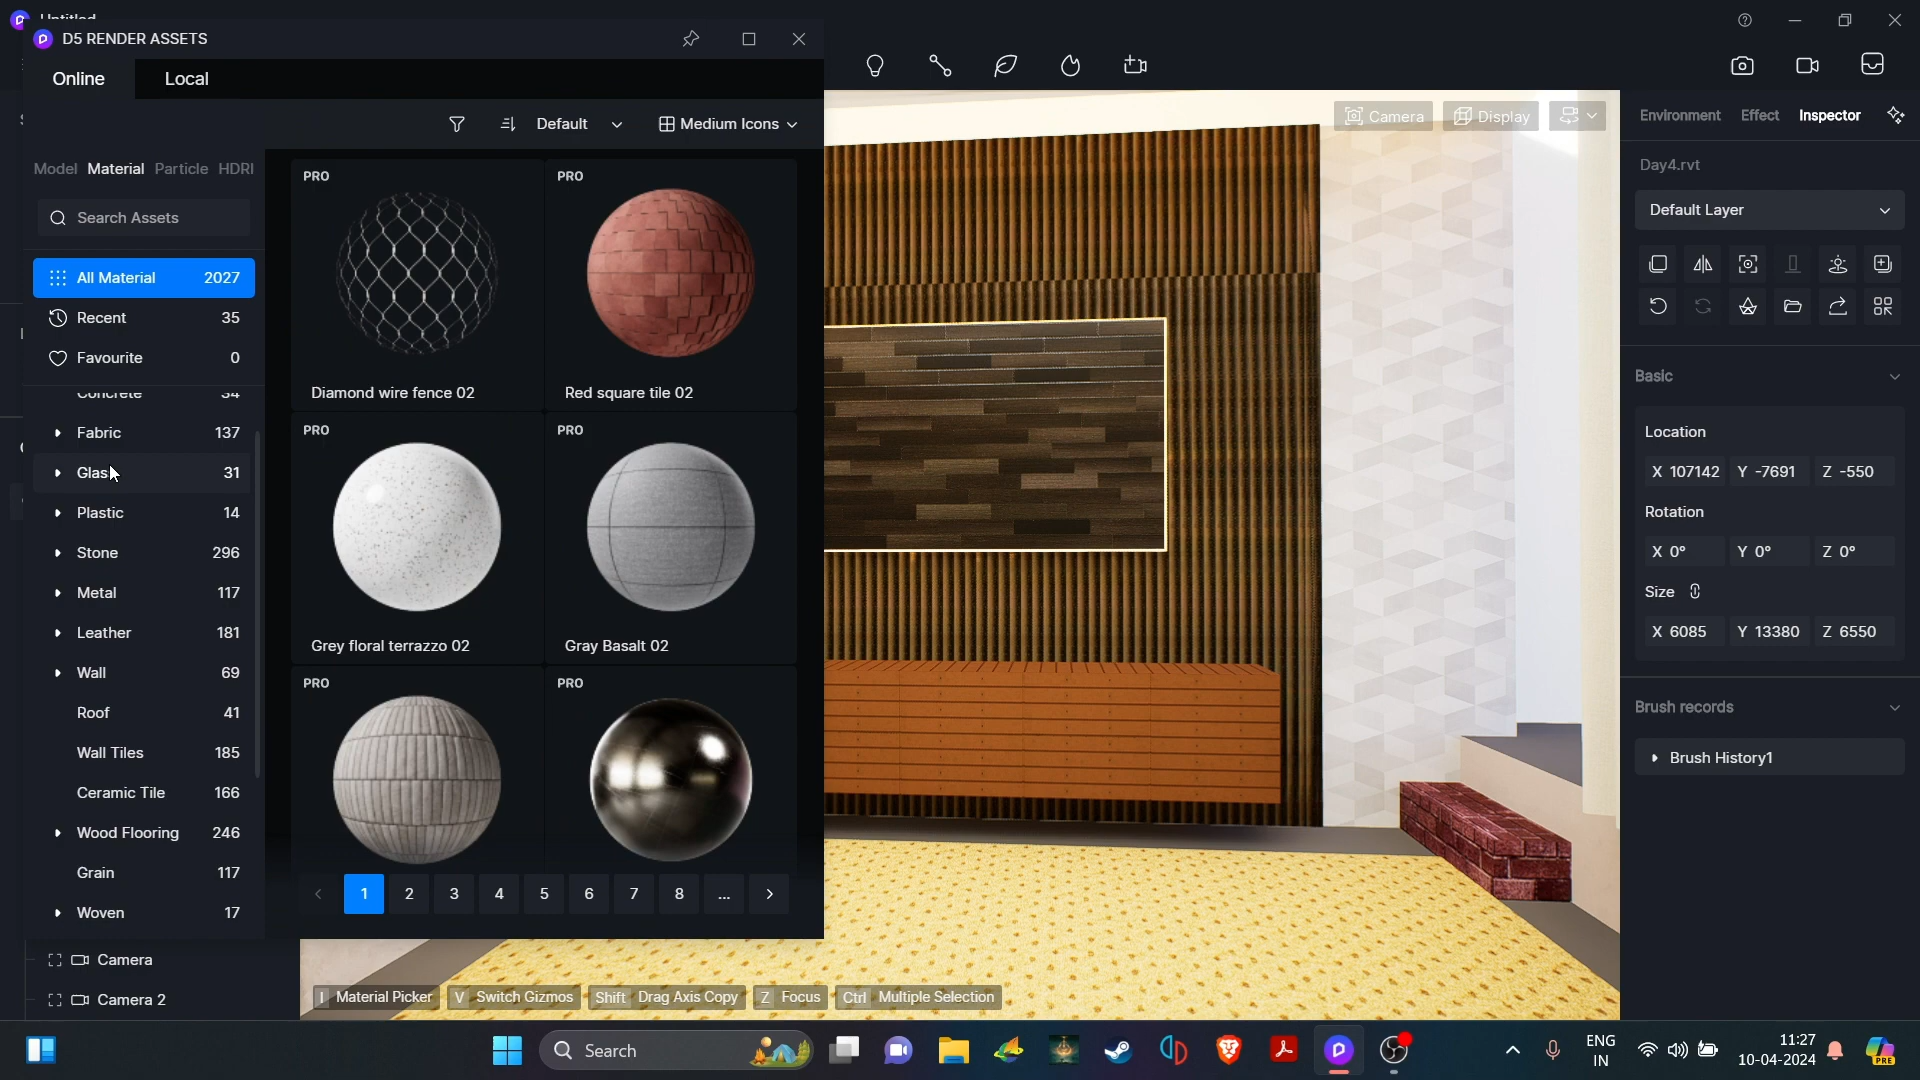 Untitled
D5 RENDER ASSETS
Online Local
Default Medium Icons
Model Material Particle HDRI
Search Assets
All Material 2027
Recent 35
Favourite 0
Concrete 34
Fabric 137
Glass 31
Plastic 14
Stone 296
Metal 117
Leather 181
Wall 69
Roof 41
Wall Tiles 185
Ceramic Tile 166
Wood Flooring 246
Grain 117
Woven 17
PRO
Diamond wire fence 02
PRO
Red square tile 02
PRO
Grey floral terrazzo 02
PRO
Gray Basalt 02
PRO
PRO
1 2 3 4 5 6 7 8 ...
Camera
Camera 2
Camera Display
I Material Picker V Switch Gizmos Shift Drag Axis Copy Z Focus Ctrl Multiple Selection
Environment Effect Inspector
Day4.rvt
Default Layer
Basic
Location
X 107142 Y -7691 Z -550
Rotation
X 0° Y 0° Z 0°
Size
X 6085 Y 13380 Z 6550
Brush records
Brush History1
Search
ENG
IN
11:27
10-04-2024
PRE